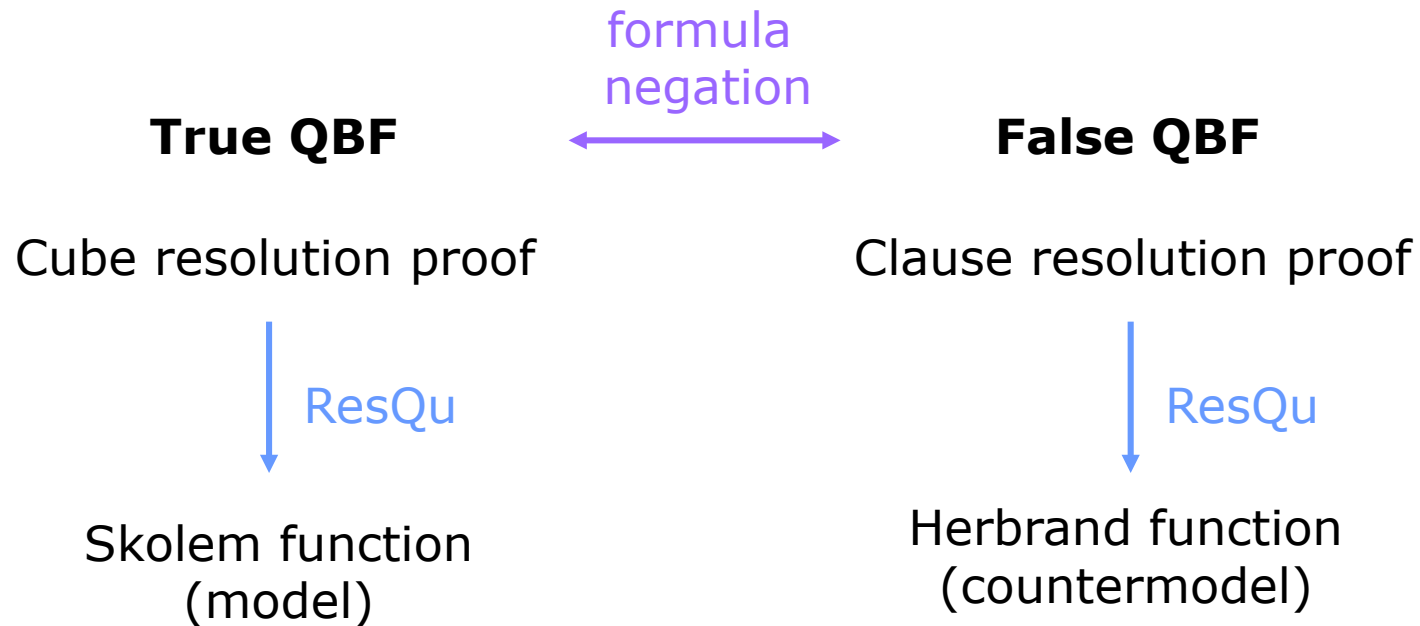 formula
negation
True QBF
False QBF
Cube resolution proof
Clause resolution proof
ResQu
ResQu
Skolem function
(model)
Herbrand function
(countermodel)